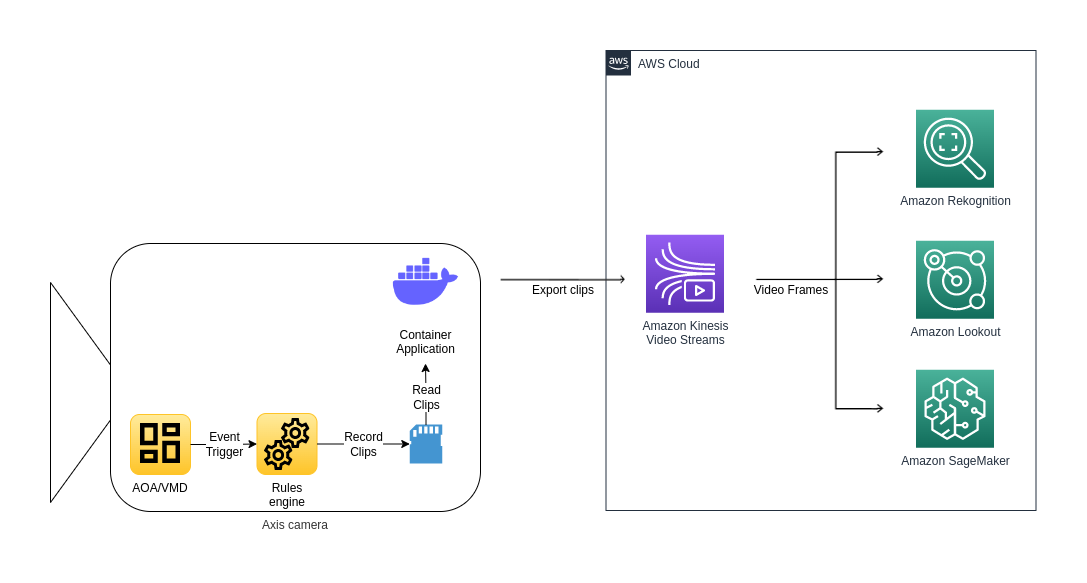 aws
AWS Cloud
Amazon Rekognition
Export clips
Video Frames
Amazon Kinesis
Video Streams
Amazon Lookout
Container
Application
Read
Clips
Event
Trigger
Record
Clips
AOA/VMD
Rules
engine
Axis camera
Amazon SageMaker